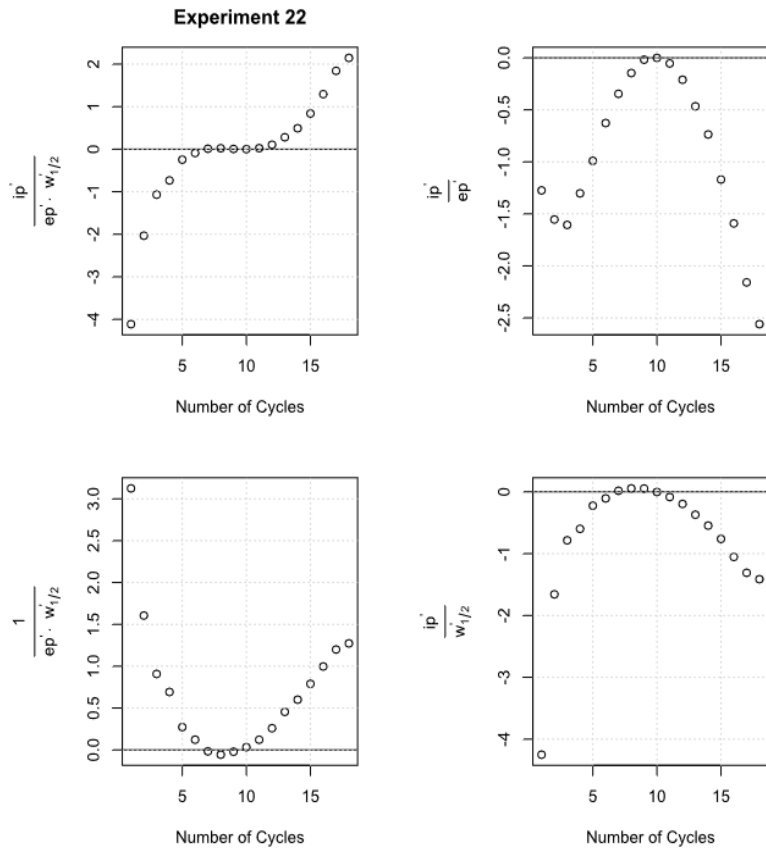 Experiment 22
ip'
ep' · w'1/2
2
1
0
-1
-2
-3
-4
5 10 15
Number of Cycles
ip'
ep'
0.0
-0.5
-1.0
-1.5
-2.0
-2.5
5 10 15
Number of Cycles
1
ep' · w'1/2
3.0
2.5
2.0
1.5
1.0
0.5
0.0
5 10 15
Number of Cycles
ip'
w'1/2
0
-1
-2
-3
-4
5 10 15
Number of Cycles